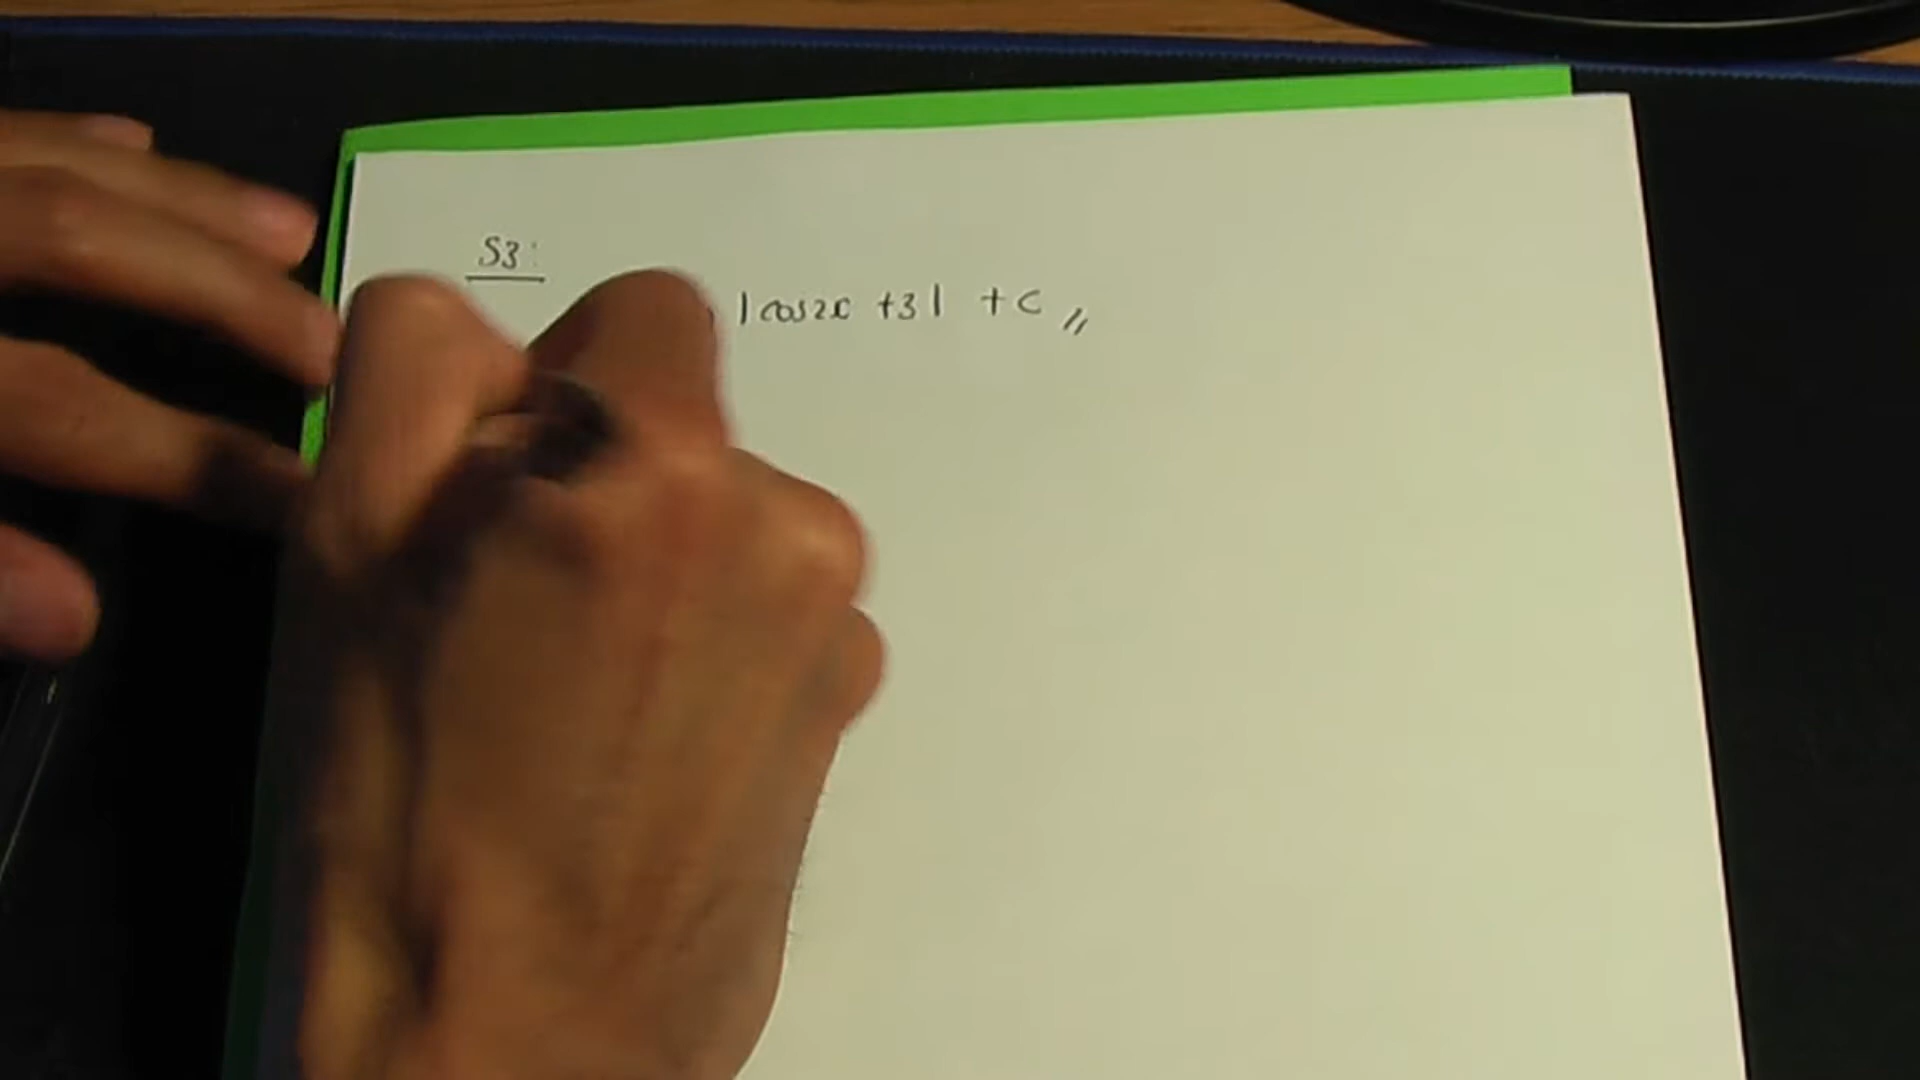 S3:
|cos2x +3| +c //